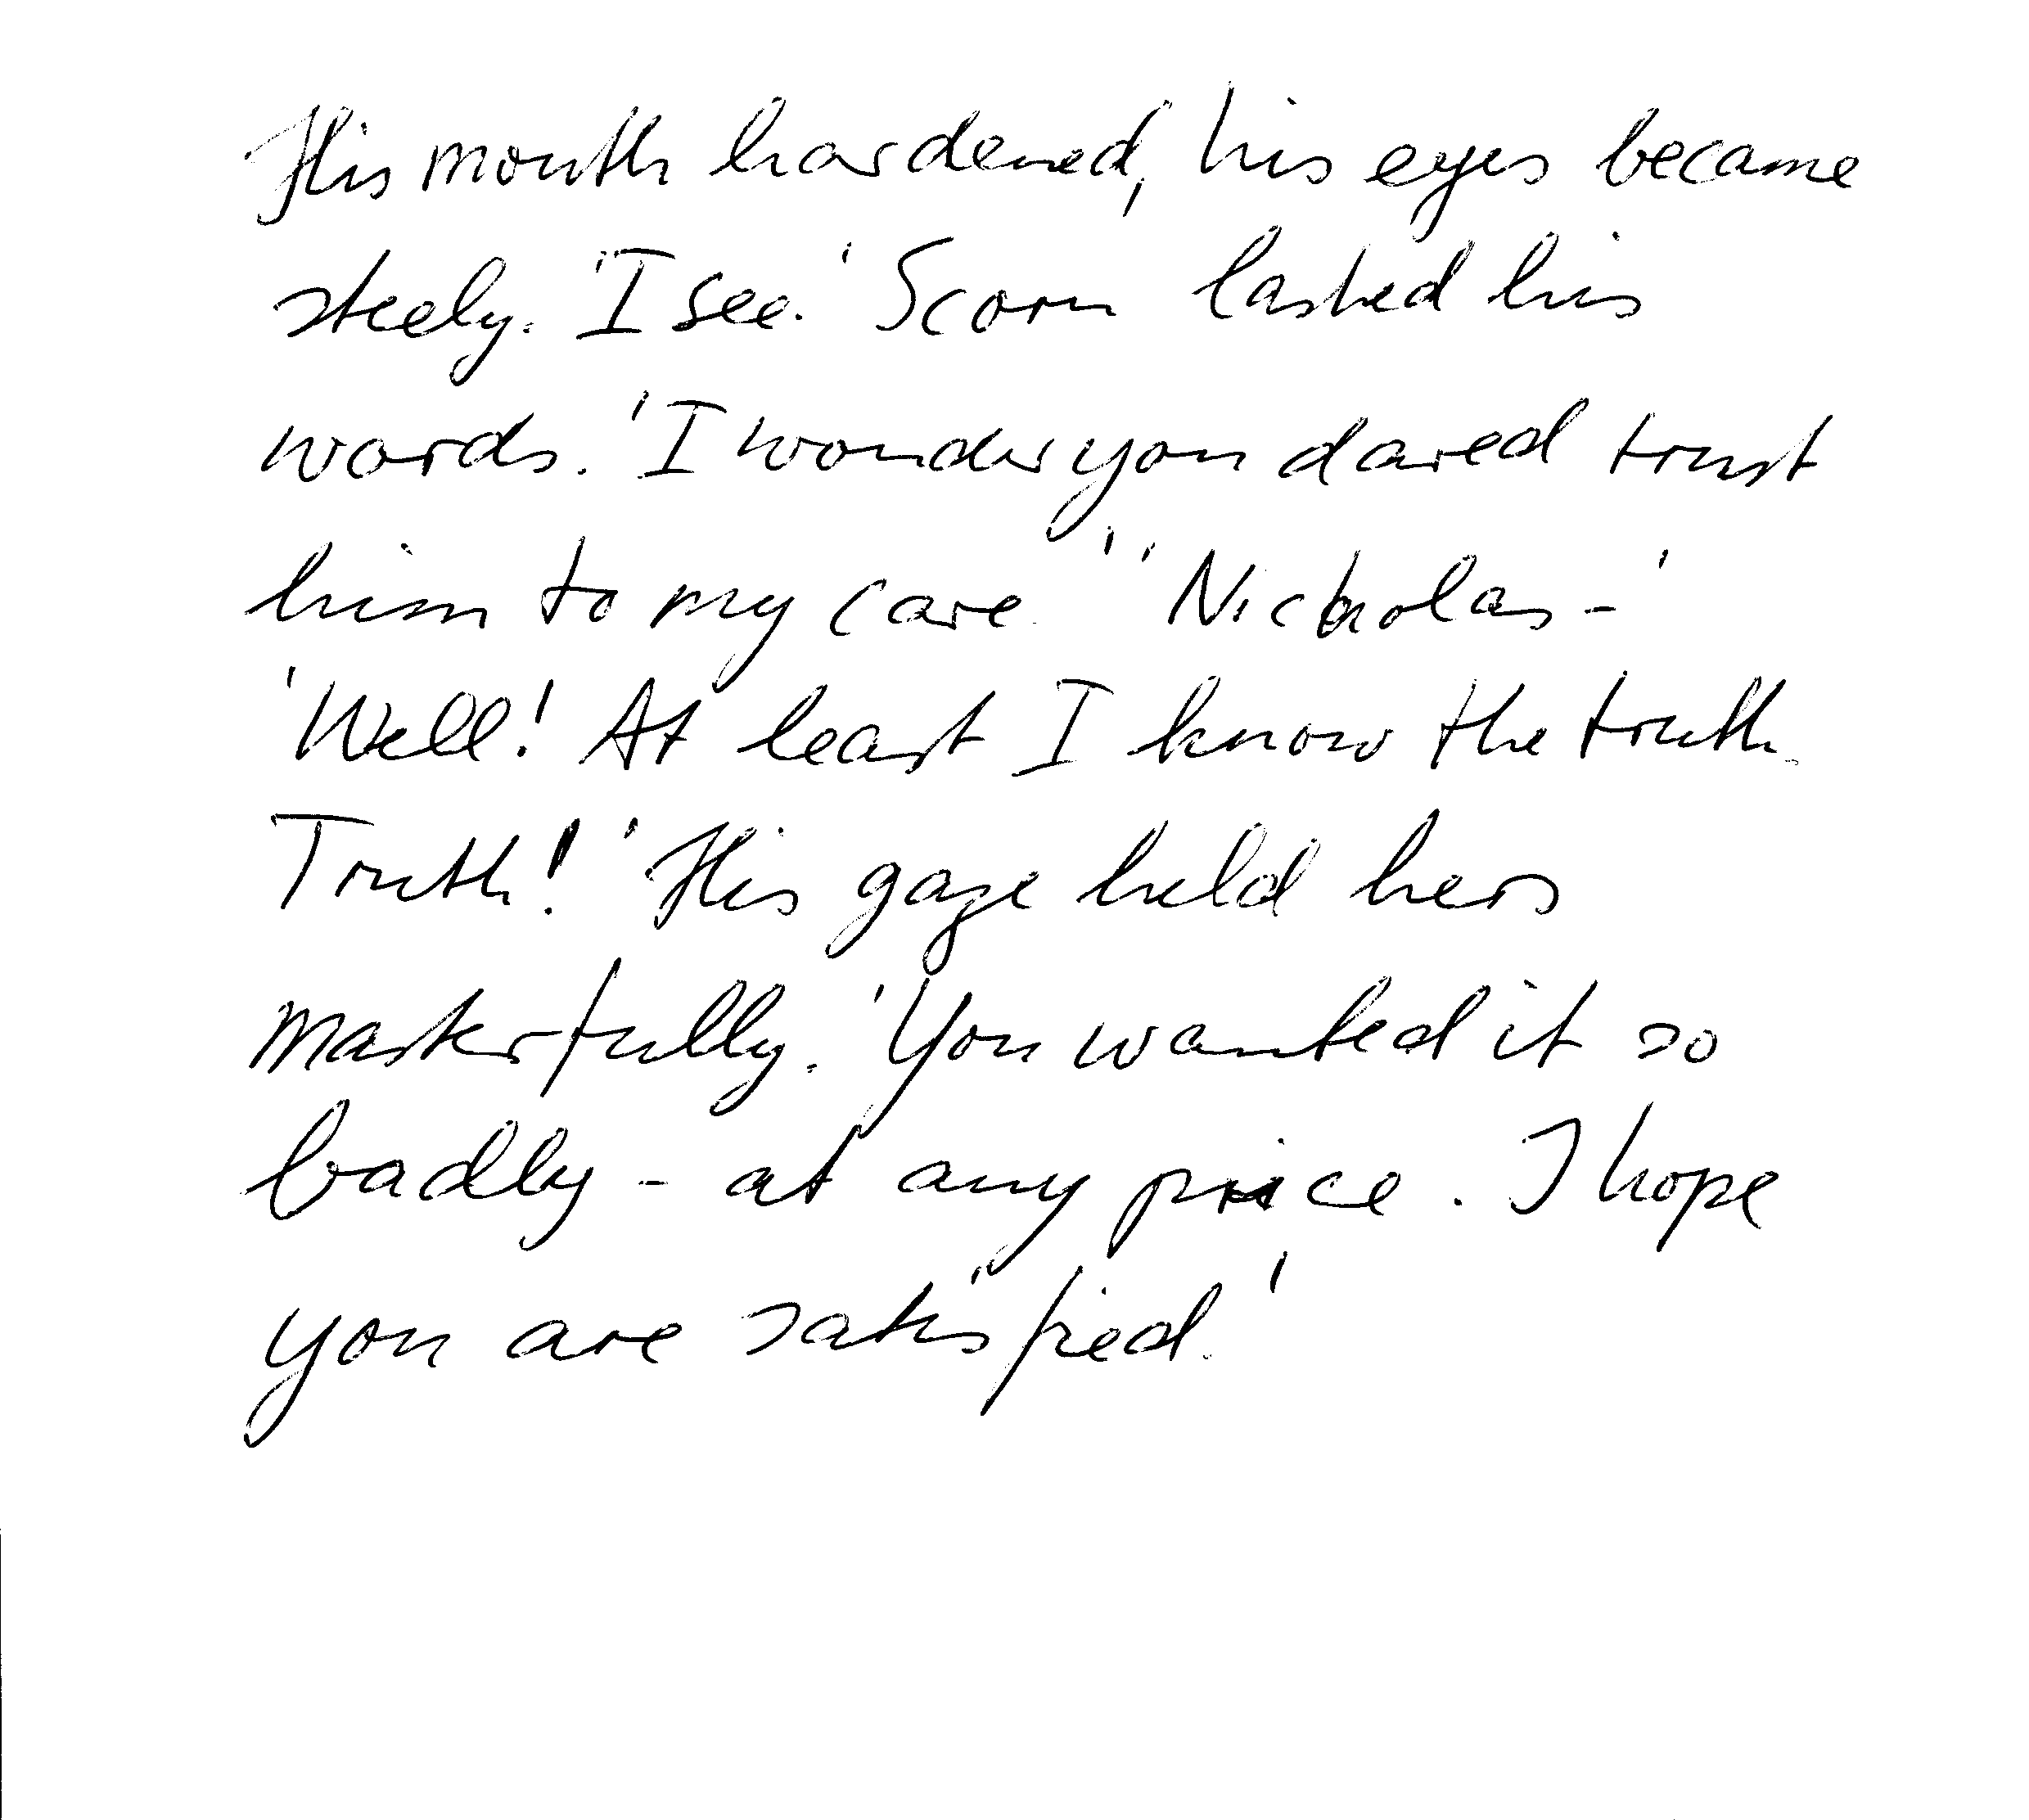 His mouth hardened, his eyes became
steely. 'I see.' Scorn lashed his
words. 'I wonder you dared trust
him to my care.' 'Nicholas-'
'Well! At least I know the truth.
Truth!' His gaze held hers
masterfully. 'You wanted it so
badly - at any price. I hope
you are satisfied.'